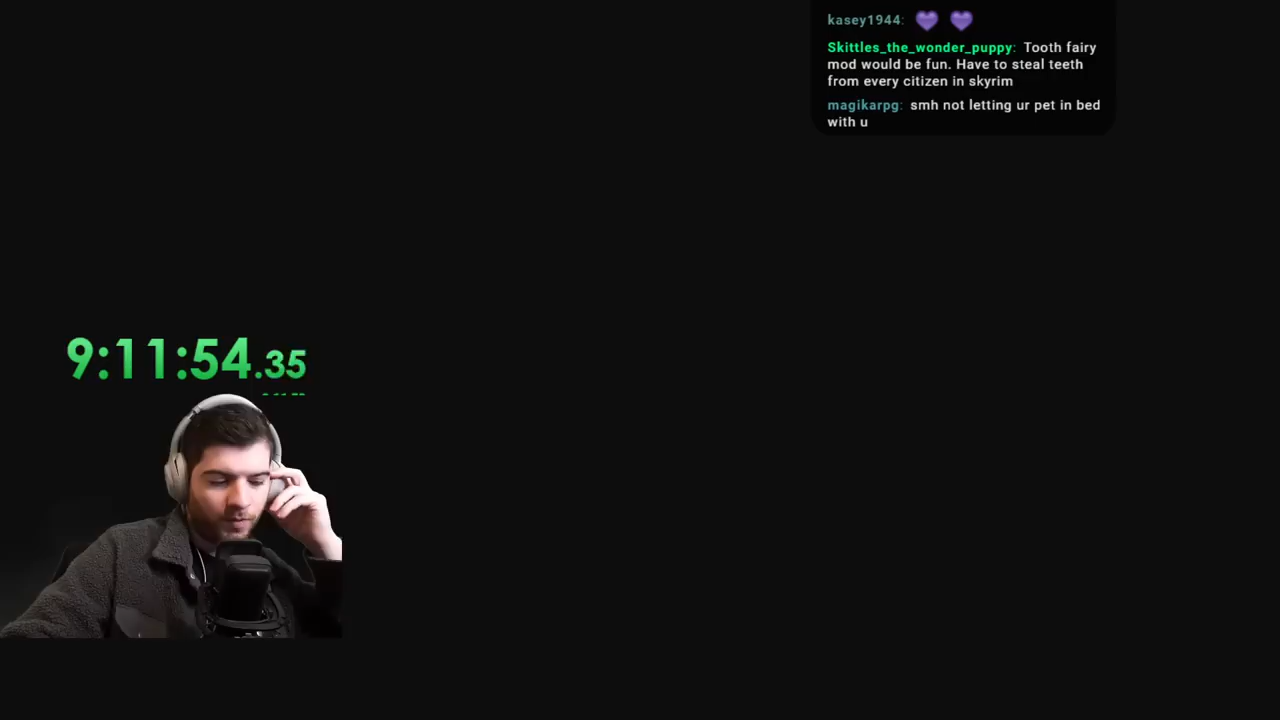 kasey1944: 💜 💜
Skittles_the_wonder_puppy: Tooth fairy
mod would be fun. Have to steal teeth
from every citizen in skyrim
magikarpg: smh not letting ur pet in bed
with u
9:11:54.35